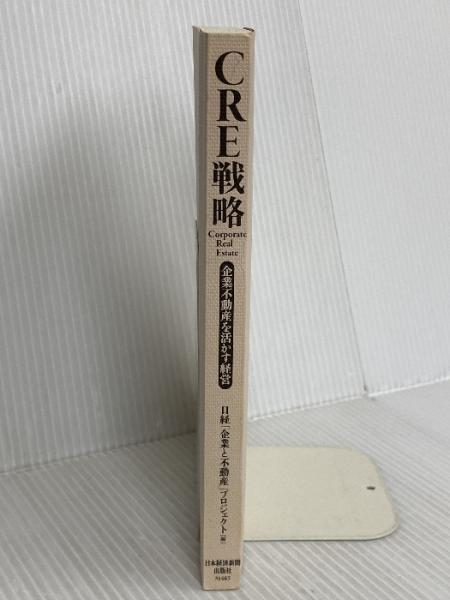 CRE戦略
Corporate
Real
Estate
企業不動産を活かす経営
日経「企業と不動産」プロジェクト[編]
日本経済新聞
出版社